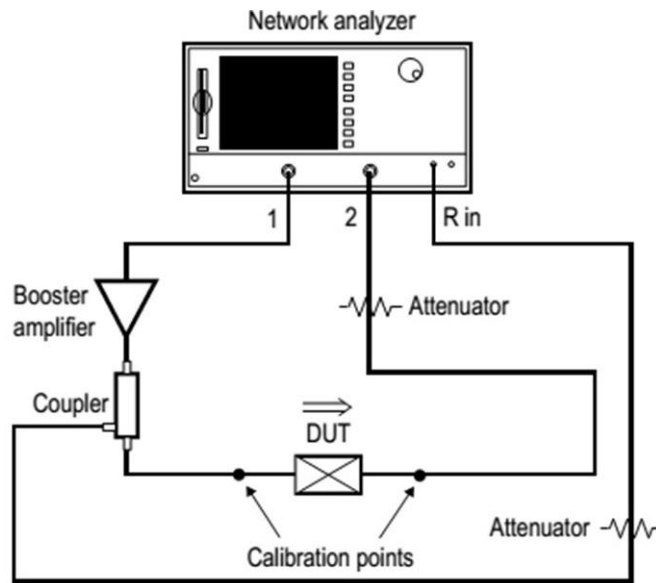 Network analyzer
1
2
R in
Booster
amplifier
Attenuator
Coupler
DUT
Attenuator
Calibration points